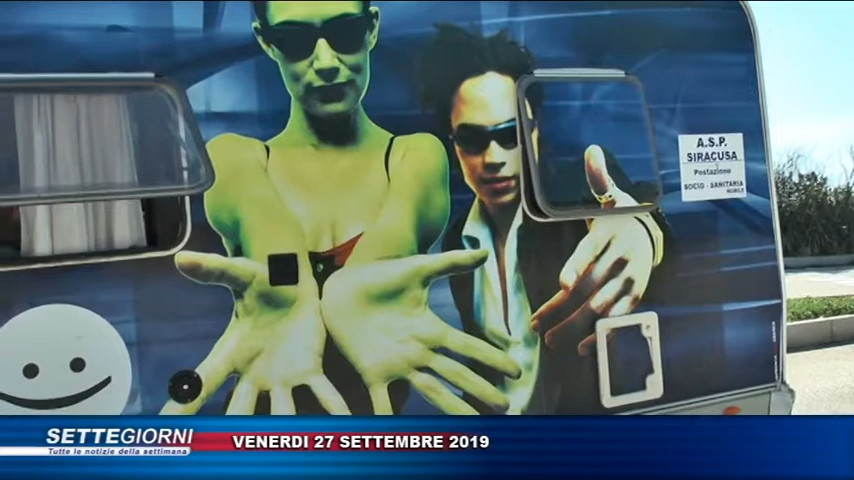 A.S.P.
SIRACUSA
Postazione
SOCIO - SANITARIA
MOBILE
SETTEGIORNI
Tutte le notizie della settimana
VENERDI 27 SETTEMBRE 2019